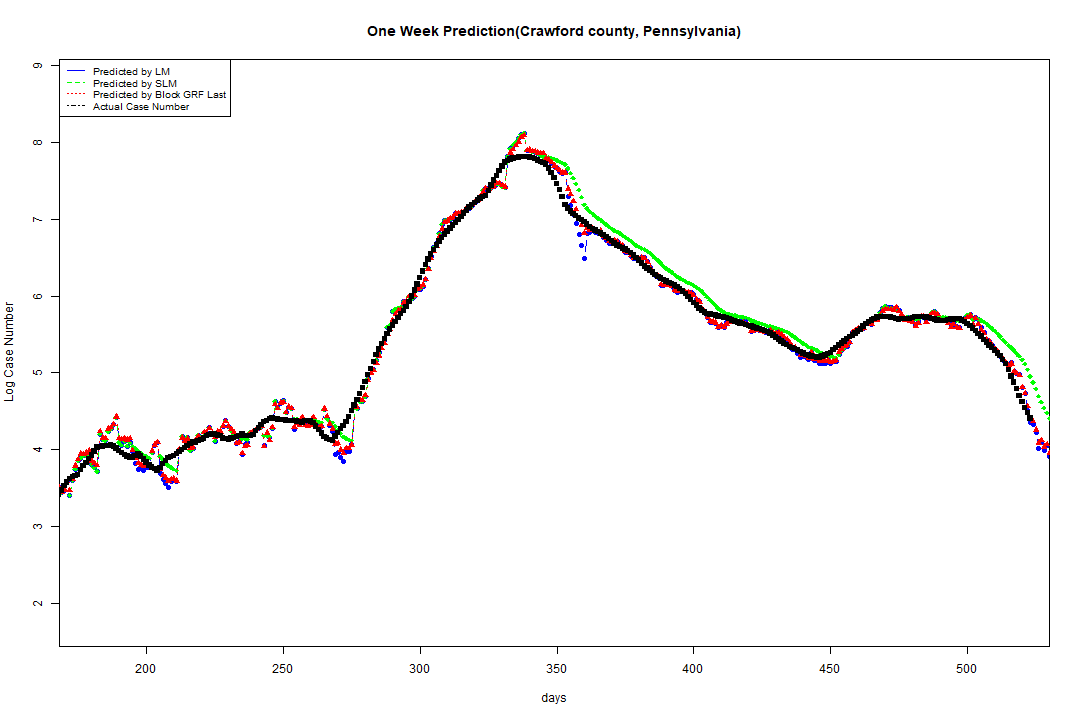 One Week Prediction(Crawford county, Pennsylvania)
Predicted by LM
Predicted by SLM
Predicted by Block GRF Last
Actual Case Number
9
8
7
6
5
4
3
2
Log Case Number
200 250 300 350 400 450 500
days